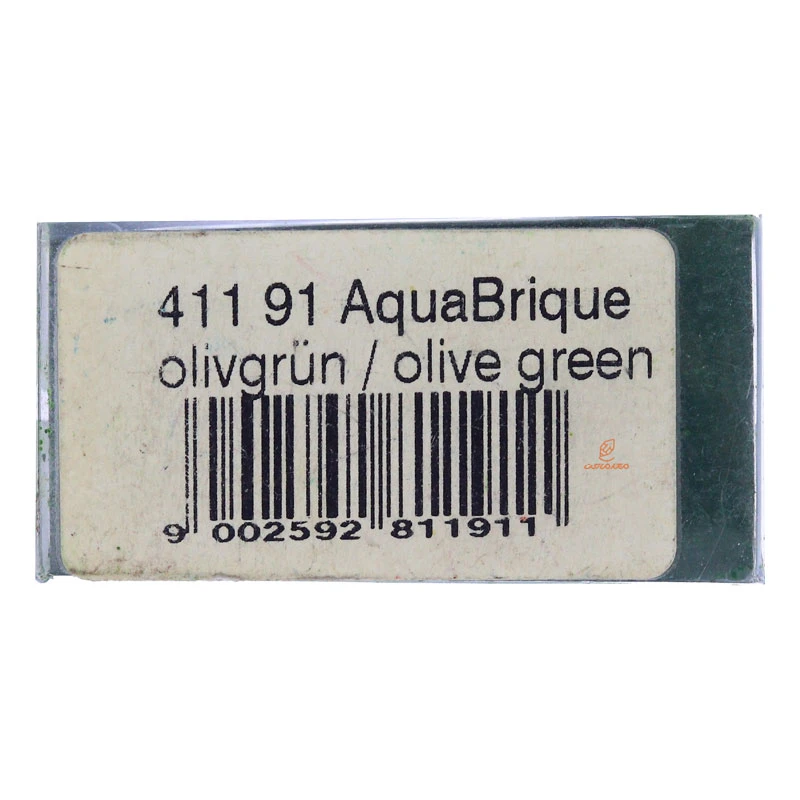 411 91 AquaBrique
olivgrün / olive green
9 002592 811911